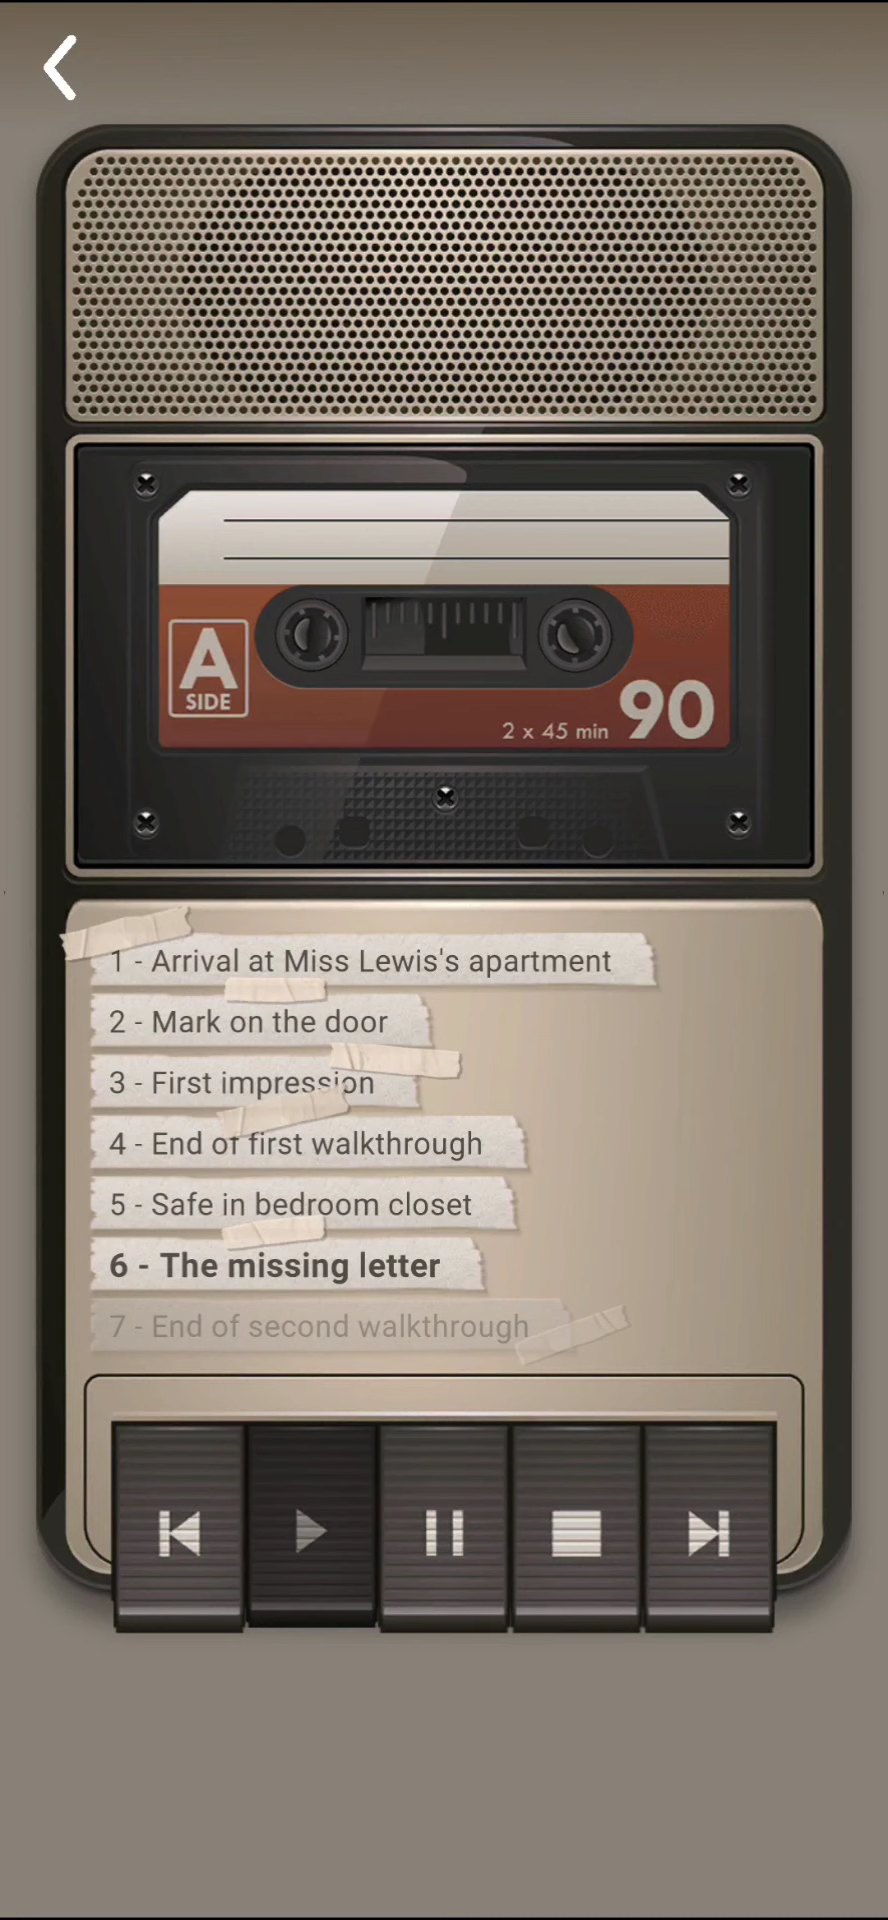 A
SIDE
2 x 45 min 90
1 - Arrival at Miss Lewis's apartment
2 - Mark on the door
3 - First impression
4 - End of first walkthrough
5 - Safe in bedroom closet
6 - The missing letter
7 - End of second walkthrough